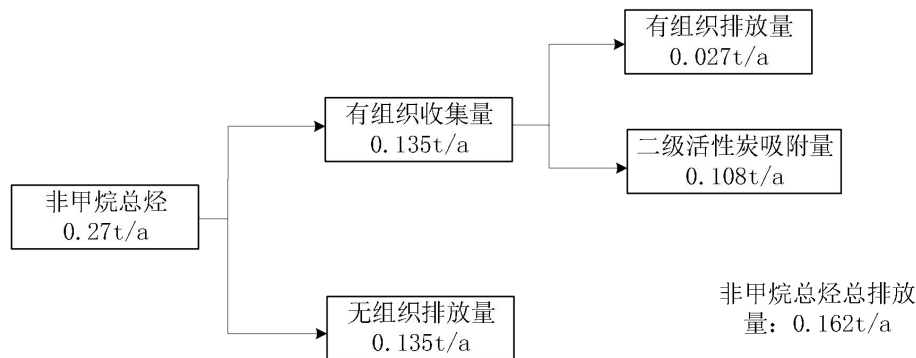 有组织排放量
0.027t/a
有组织收集量
0.135t/a
二级活性炭吸附量
0.108t/a
非甲烷总烃
0.27t/a
无组织排放量
0.135t/a
非甲烷总烃总排放
量：0.162t/a